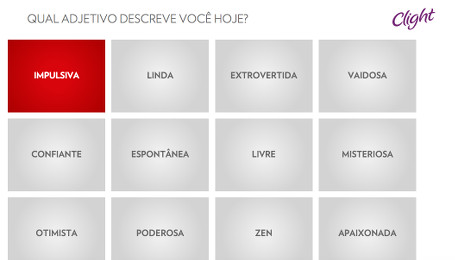 QUAL ADJETIVO DESCREVE VOCÊ HOJE?
Clight
IMPULSIVA
LINDA
EXTROVERTIDA
VAIDOSA
CONFIANTE
ESPONTÂNEA
LIVRE
MISTERIOSA
OTIMISTA
PODEROSA
ZEN
APAIXONADA